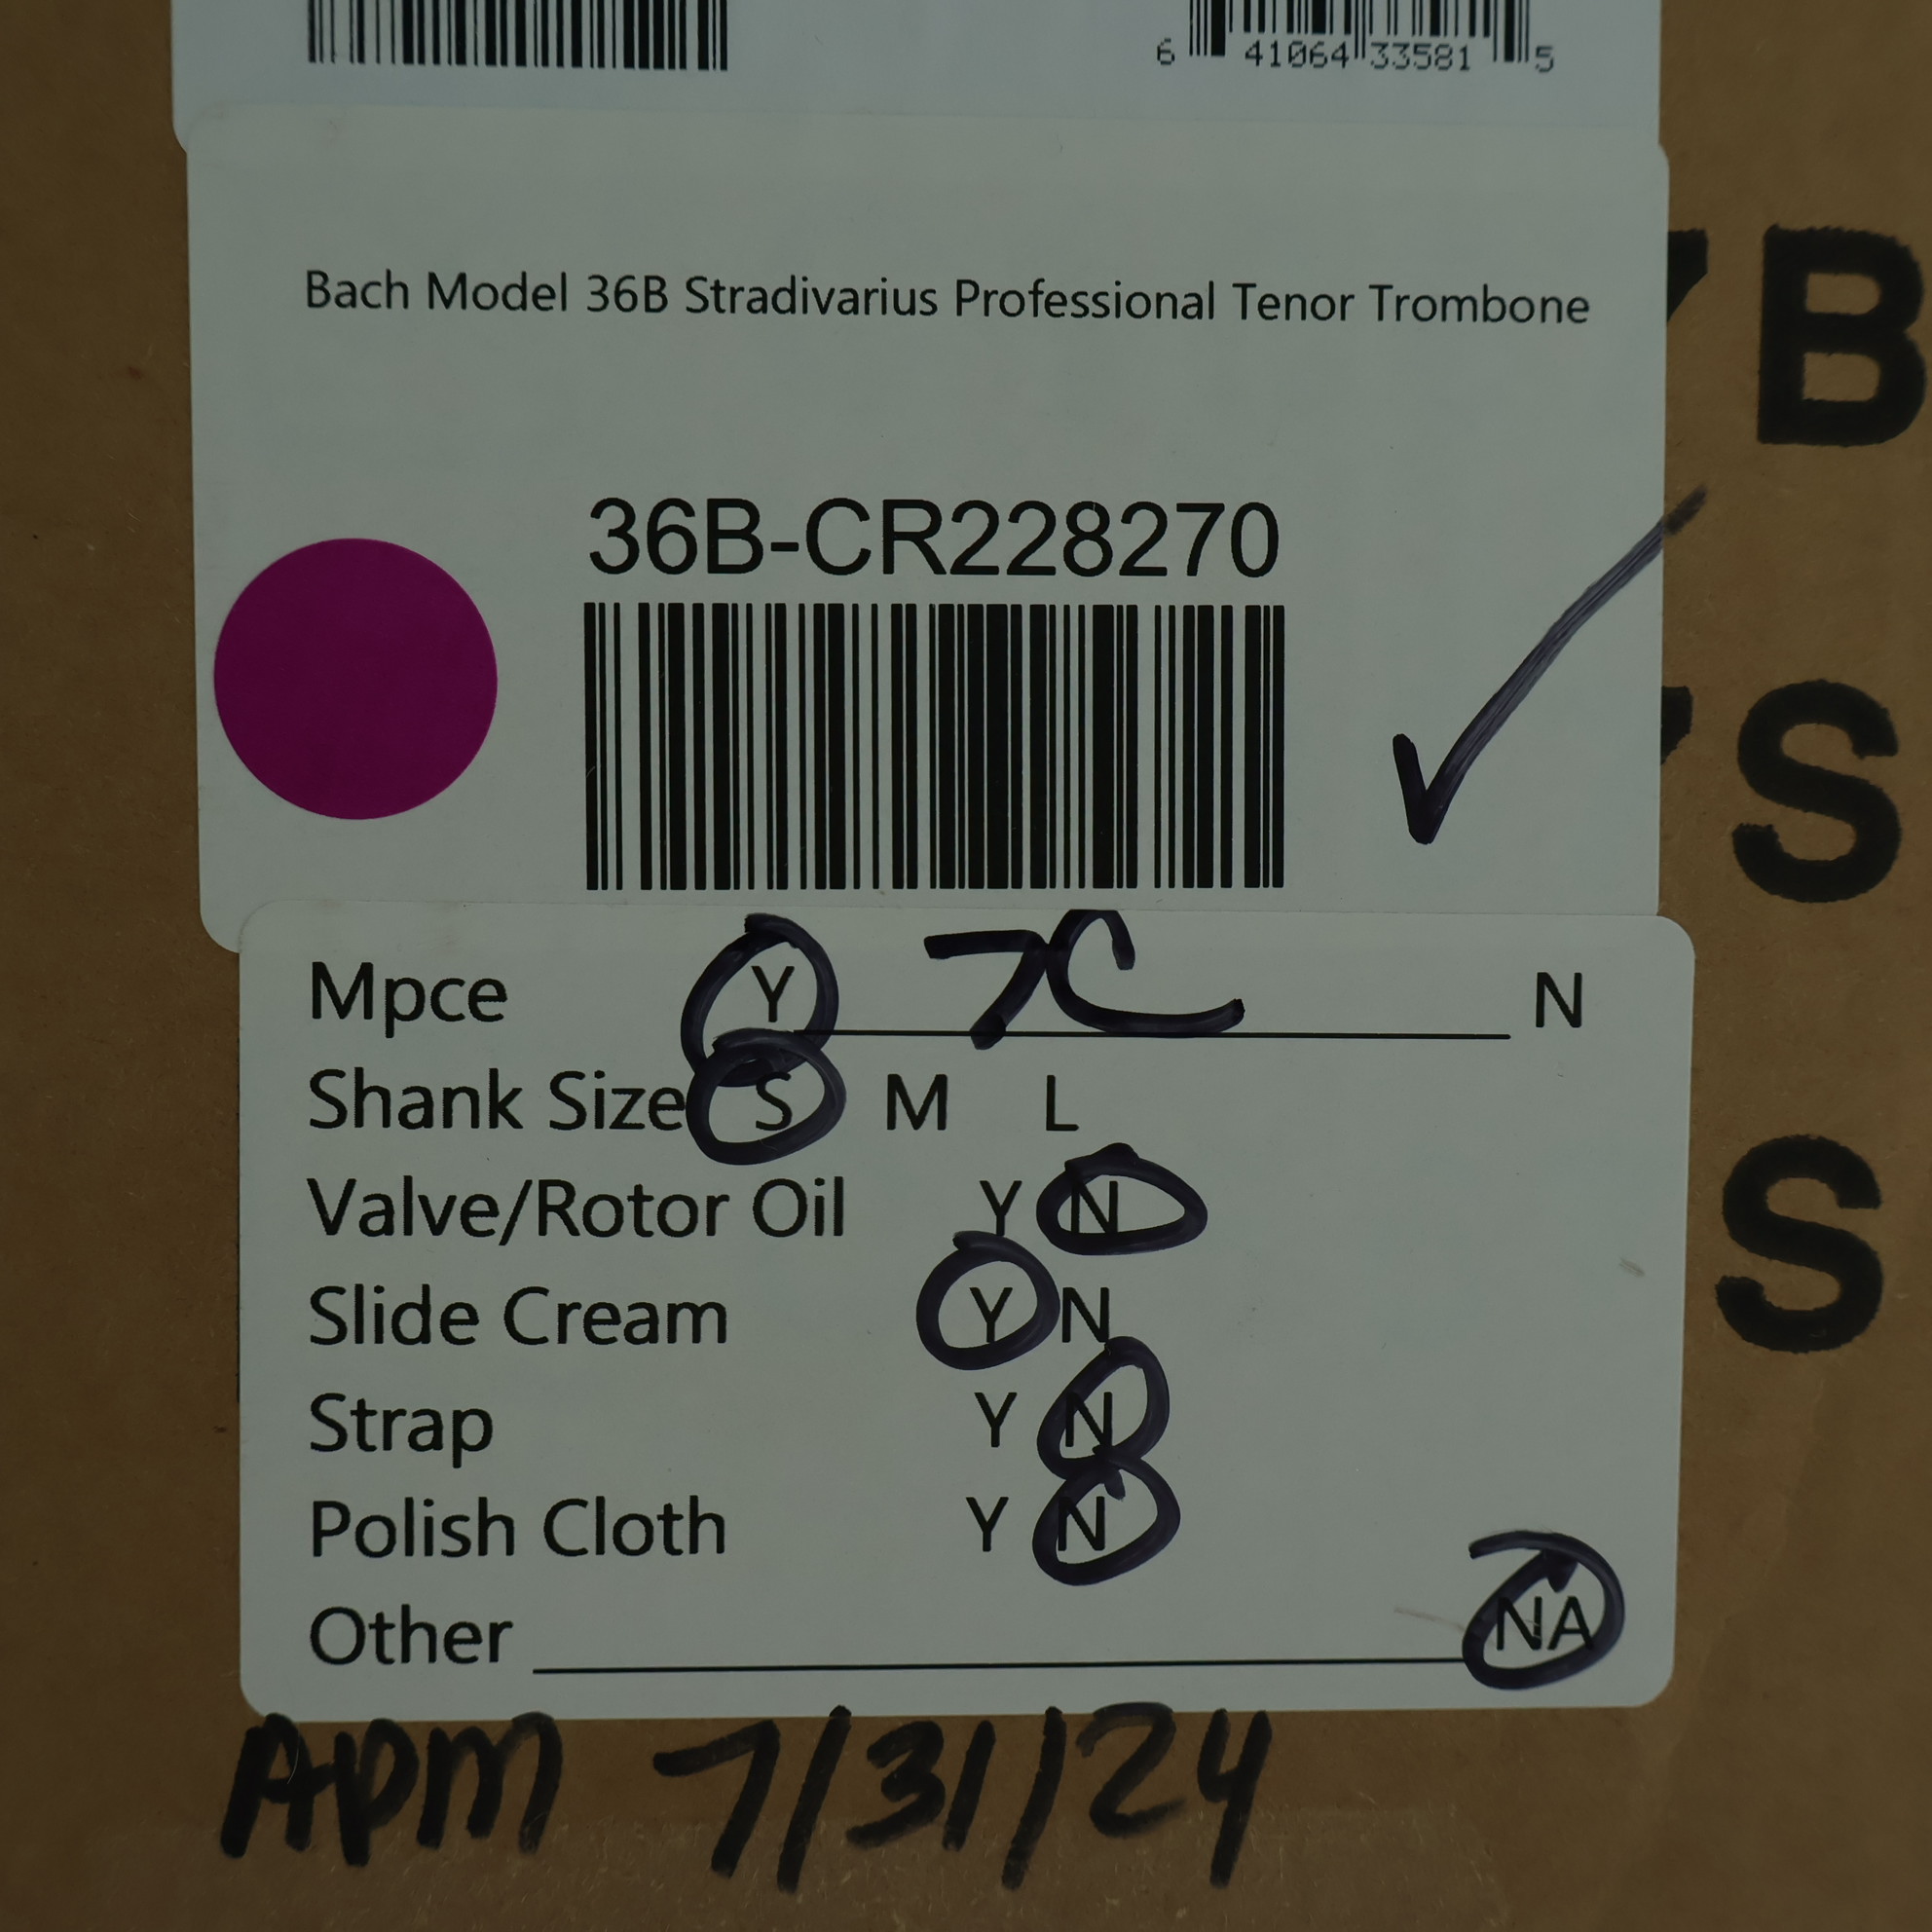 6 41064 33581 5
Bach Model 36B Stradivarius Professional Tenor Trombone
B
36B-CR228270
S
Mpce Y 7C N
Shank Size S M L
Valve/Rotor Oil Y N
S
Slide Cream Y N
Strap Y N
Polish Cloth Y N
Other NA
APM 7/31/24